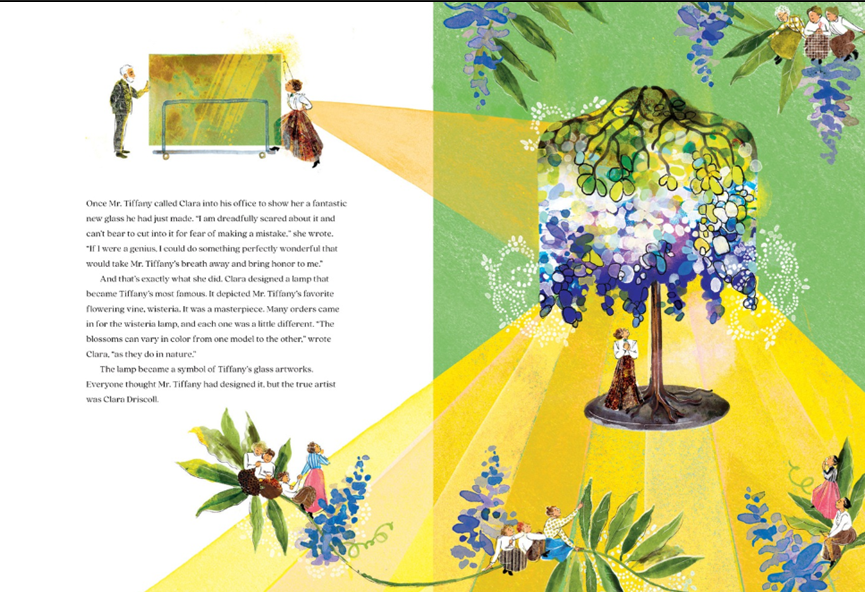 Once Mr. Tiffany called Clara into his office to show her a fantastic
new glass he had just made. “I am dreadfully scared about it and
can’t bear to cut into it for fear of making a mistake,” she wrote.
“If I were a genius, I could do something perfectly wonderful that
would take Mr. Tiffany’s breath away and bring honor to me.”
And that’s exactly what she did. Clara designed a lamp that
became Tiffany’s most famous. It depicted Mr. Tiffany’s favorite
flowering vine, wisteria. It was a masterpiece. Many orders came
in for the wisteria lamp, and each one was a little different. “The
blossoms can vary in color from one model to the other,” wrote
Clara, “as they do in nature.”
The lamp became a symbol of Tiffany’s glass artworks.
Everyone thought Mr. Tiffany had designed it, but the true artist
was Clara Driscoll.